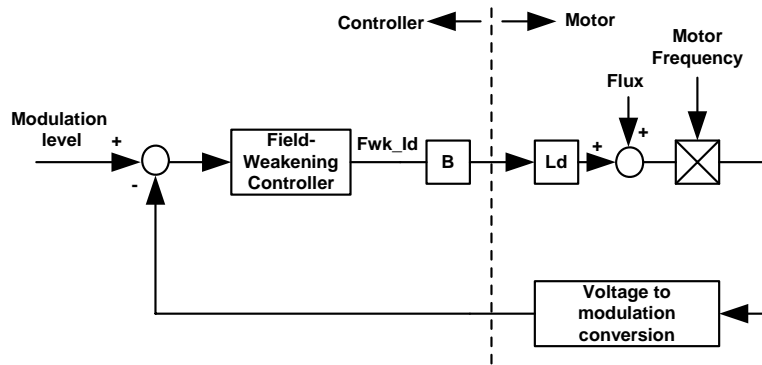 Controller
Motor
Motor
Frequency
Flux
Modulation
level
+
-
Field-
Weakening
Controller
Fwk_Id
B
Ld
+
+
Voltage to
modulation
conversion